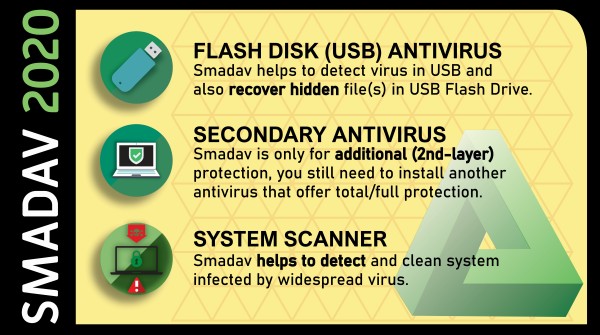 SMADAV 2020
FLASH DISK (USB) ANTIVIRUS
Smadav helps to detect virus in USB and
also recover hidden file(s) in USB Flash Drive.
SECONDARY ANTIVIRUS
Smadav is only for additional (2nd-layer)
protection, you still need to install another
antivirus that offer total/full protection.
SYSTEM SCANNER
Smadav helps to detect and clean system
infected by widespread virus.